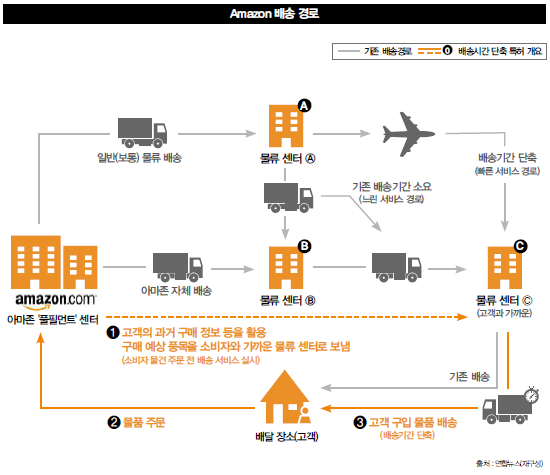 Amazon 배송 경로
기존 배송경로
⓿ 배송시간 단축 특허 개요
A
일반(보통) 물류 배송
물류 센터 Ⓐ
배송기간 단축
(빠른 서비스 경로)
기존 배송기간 소요
(느린 서비스 경로)
B
C
amazon.com
아마존 자체 배송
물류 센터 Ⓑ
물류 센터 Ⓒ
(고객과 가까운)
아마존 '풀필먼트' 센터
❶ 고객의 과거 구매 정보 등을 활용
구매 예상 품목을 소비자와 가까운 물류 센터로 보냄
(소비자 물건 주문 전 배송 서비스 실시)
기존 배송
❷ 물품 주문
배달 장소(고객)
❸ 고객 구입 물품 배송
(배송기간 단축)
출처 : 연합뉴스(재구성)